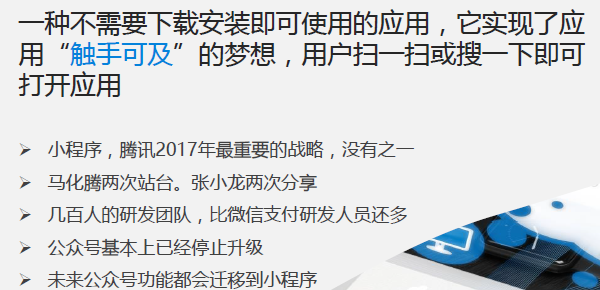 一种不需要下载安装即可使用的应用，它实现了应
用“触手可及”的梦想，用户扫一扫或搜一下即可
打开应用
➢ 小程序，腾讯2017年最重要的战略，没有之一
➢ 马化腾两次站台。张小龙两次分享
➢ 几百人的研发团队，比微信支付研发人员还多
➢ 公众号基本上已经停止升级
➢ 未来公众号功能都会迁移到小程序